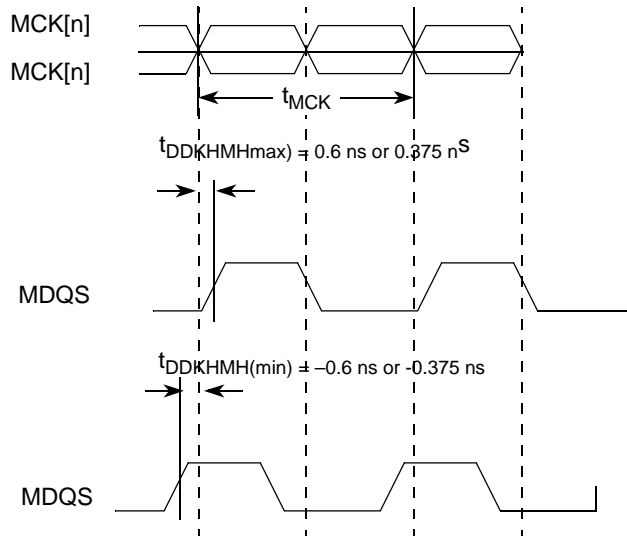 MCK[n]
MCK[n]
tMCK
tDDKHMHmax) = 0.6 ns or 0.375 ns
MDQS
tDDKHMH(min) = –0.6 ns or -0.375 ns
MDQS